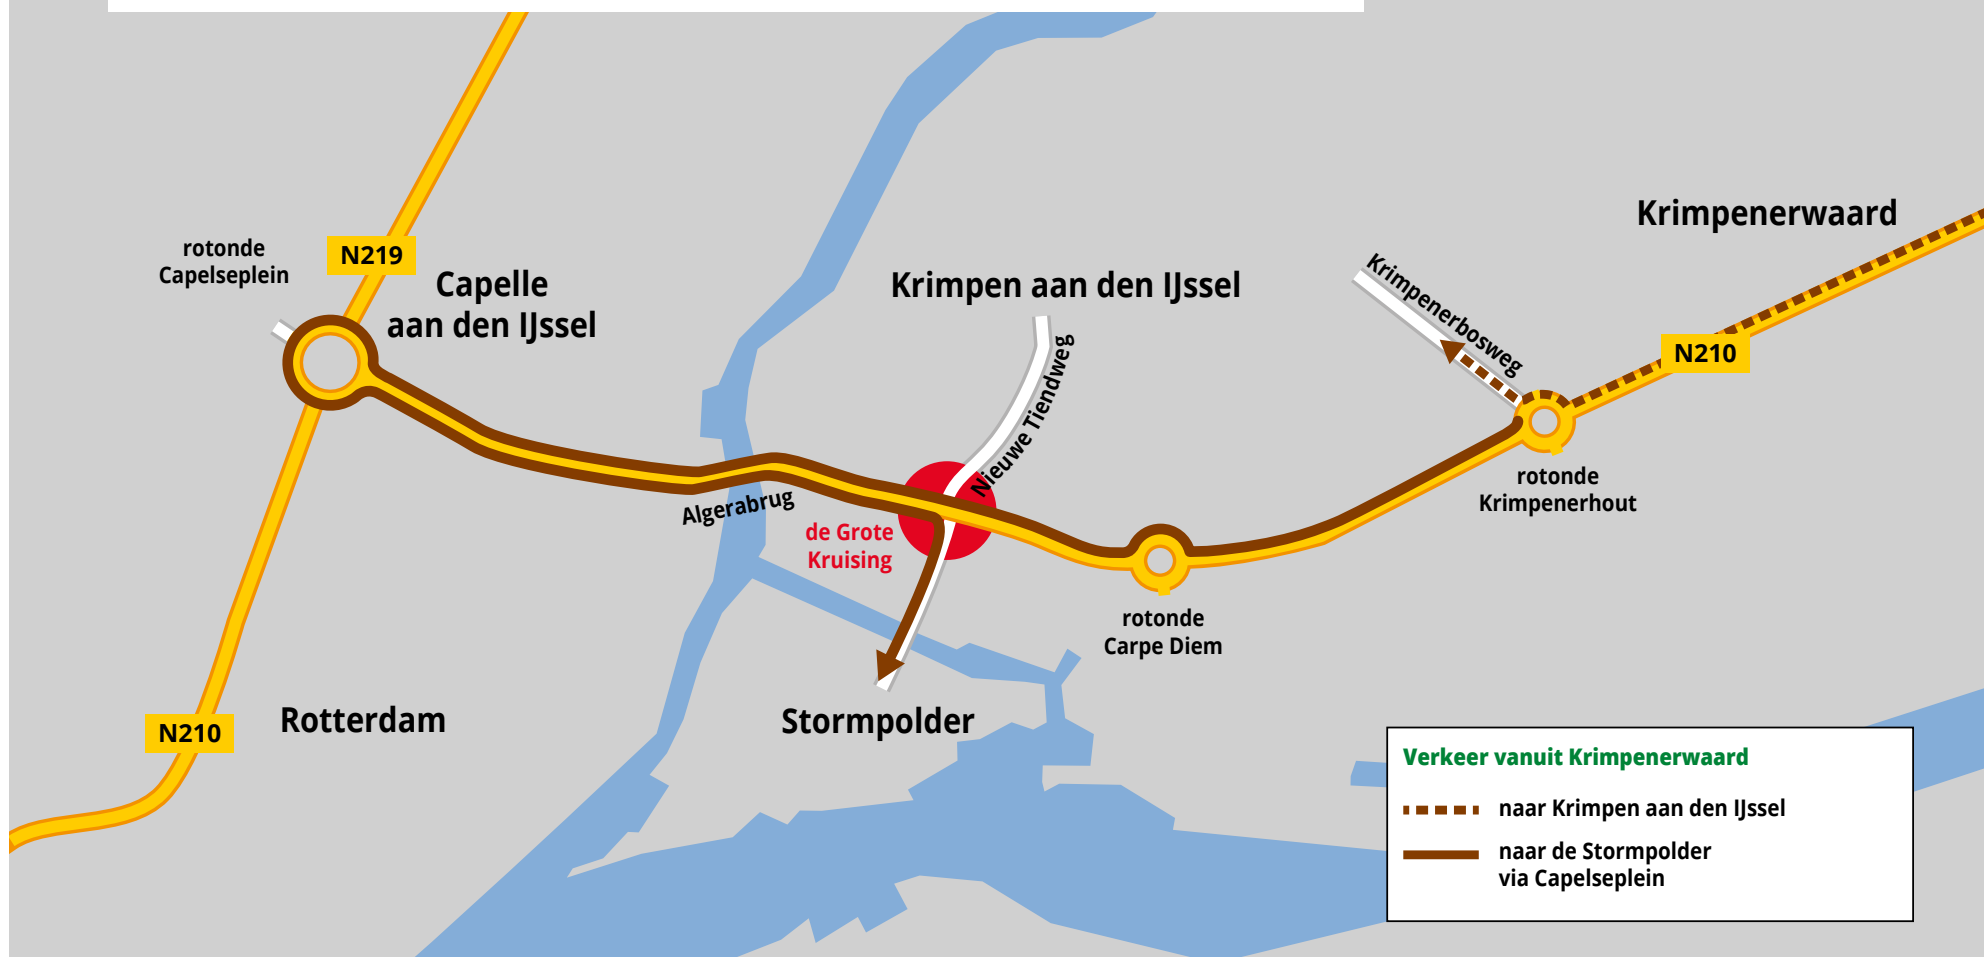 Krimpenerwaard
rotonde
Capelseplein
N219
Capelle
aan den IJssel
Krimpen aan den IJssel
Krimpenerbosweg
N210
Nieuwe Tiendweg
Algerabrug
de Grote
Kruising
rotonde
Krimpenerhout
rotonde
Carpe Diem
N210
Rotterdam
Stormpolder
Verkeer vanuit Krimpenerwaard
naar Krimpen aan den IJssel
naar de Stormpolder
via Capelseplein